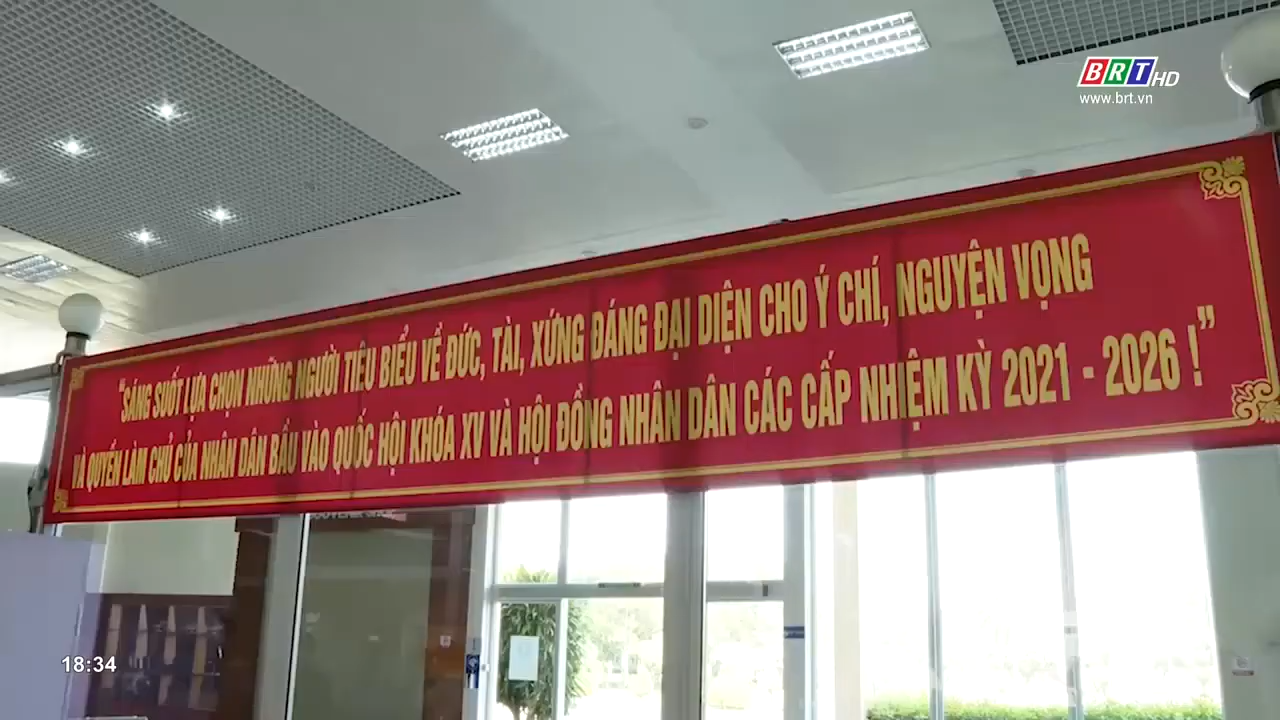 BRT HD
www.brt.vn
"SÁNG SUỐT LỰA CHỌN NHỮNG NGƯỜI TIÊU BIỂU VỀ ĐỨC, TÀI, XỨNG ĐÁNG ĐẠI DIỆN CHO Ý CHÍ, NGUYỆN VỌNG
VÀ QUYỀN LÀM CHỦ CỦA NHÂN DÂN BẦU VÀO QUỐC HỘI KHÓA XV VÀ HỘI ĐỒNG NHÂN DÂN CÁC CẤP NHIỆM KỲ 2021 - 2026 !"
18:34